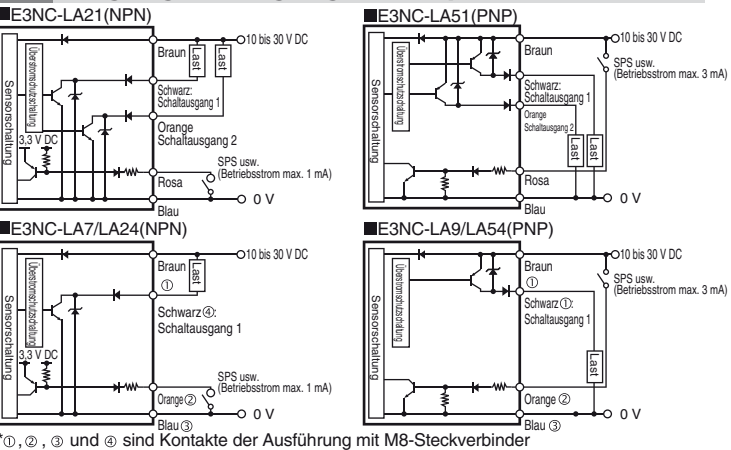 ■E3NC-LA21(NPN)
Sensorschaltung
Überstromschutzschaltung
3,3 V DC
10 bis 30 V DC
Braun
Last
Last
Schwarz:
Schaltausgang 1
Orange
Schaltausgang 2
SPS usw.
(Betriebsstrom max. 1 mA)
Rosa
0 V
Blau
■E3NC-LA51(PNP)
Sensorschaltung
Überstromschutzschaltung
10 bis 30 V DC
Braun
SPS usw.
(Betriebsstrom max. 3 mA)
Schwarz:
Schaltausgang 1
Orange
Schaltausgang 2
Last
Last
Rosa
0 V
Blau
■E3NC-LA7/LA24(NPN)
Sensorschaltung
Überstromschutzschaltung
3,3 V DC
10 bis 30 V DC
Braun
①
Last
Schwarz④:
Schaltausgang 1
SPS usw.
(Betriebsstrom max. 1 mA)
Orange②
0 V
Blau③
■E3NC-LA9/LA54(PNP)
Sensorschaltung
Überstromschutzschaltung
10 bis 30 V DC
Braun
①
SPS usw.
(Betriebsstrom max. 3 mA)
Schwarz①:
Schaltausgang 1
Last
Orange ②
0 V
Blau ③
*①, ②, ③ und ④ sind Kontakte der Ausführung mit M8-Steckverbinder